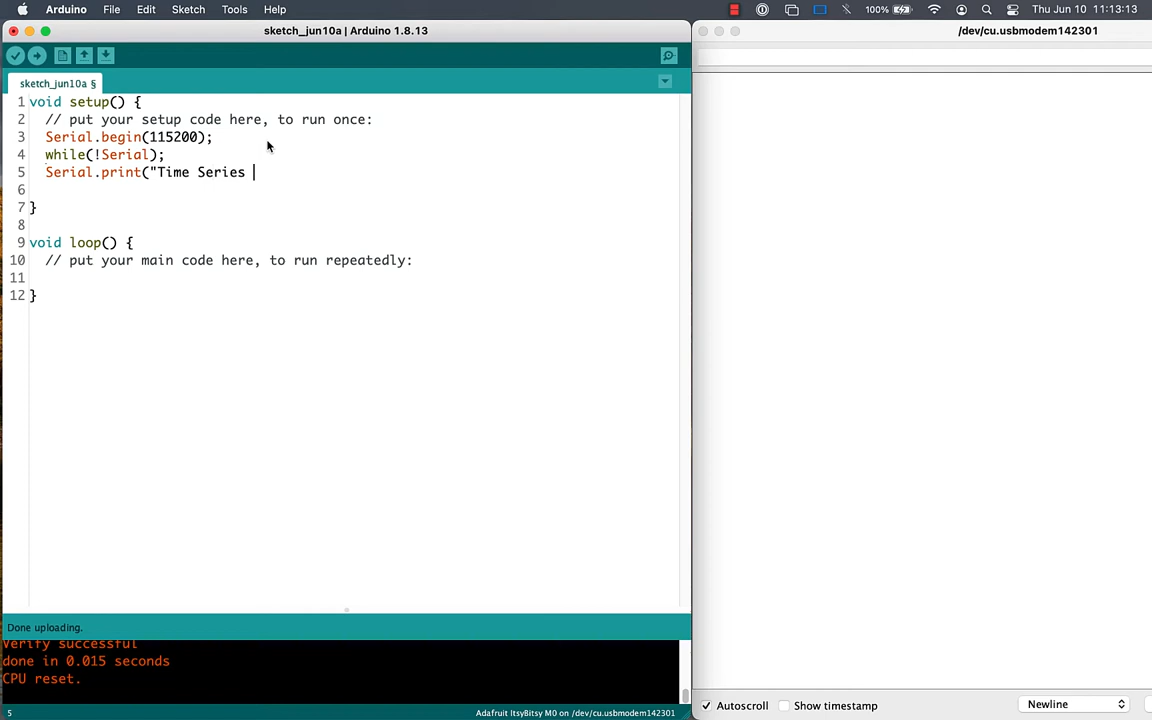 Arduino File Edit Sketch Tools Help 100% Thu Jun 10 11:13:13
sketch_jun10a | Arduino 1.8.13
/dev/cu.usbmodem142301
sketch_jun10a §
1 void setup() {
2 // put your setup code here, to run once:
3 Serial.begin(115200);
4 while(!Serial);
5 Serial.print("Time Series
6
7 }
8
9 void loop() {
10 // put your main code here, to run repeatedly:
11
12 }
Done uploading.
Verify successful
done in 0.015 seconds
CPU reset.
5 Adafruit ItsyBitsy M0 on /dev/cu.usbmodem142301
Autoscroll Show timestamp Newline